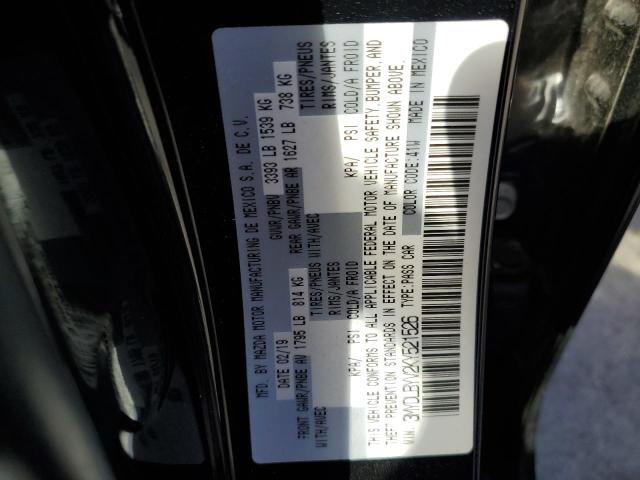 MFD. BY MAZDA MOTOR MANUFACTURING DE MEXICO S.A. DE C.V.
DATE 02/19 GVWR/PNBV 3393 LB 1539 KG
FRONT GAWR/PNBE AV 1795 LB 814 KG REAR GAWR/PNBE AR 1627 LB 738 KG
WITH/AVEC TIRES/PNEUS WITH/AVEC TIRES/PNEUS
RIMS/JANTES RIMS/JANTES
KPA/ PSI COLD/A FROID KPA/ PSI COLD/A FROID
THIS VEHICLE CONFORMS TO ALL APPLICABLE FEDERAL MOTOR VEHICLE SAFETY, BUMPER, AND
THEFT PREVENTION STANDARDS IN EFFECT ON THE DATE OF MANUFACTURE SHOWN ABOVE.
VIN: 3MYDLBYV2KY521526 TYPE:PASS CAR COLOR CODE:41W MADE IN MEXICO